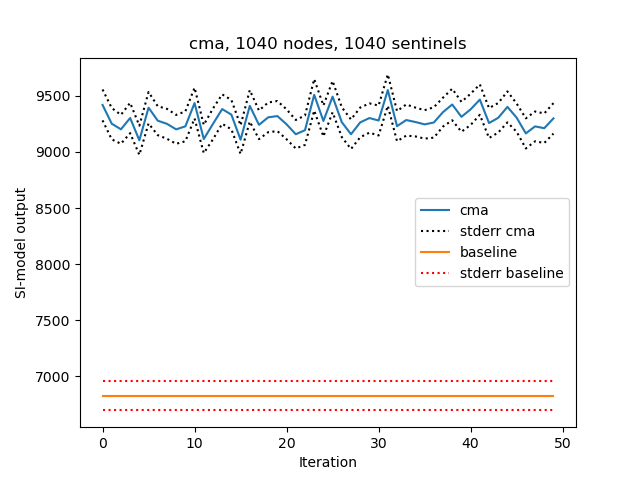 cma, 1040 nodes, 1040 sentinels
SI-model output
9500
9000
8500
8000
7500
7000
cma
stderr cma
baseline
stderr baseline
0 10 20 30 40 50
Iteration